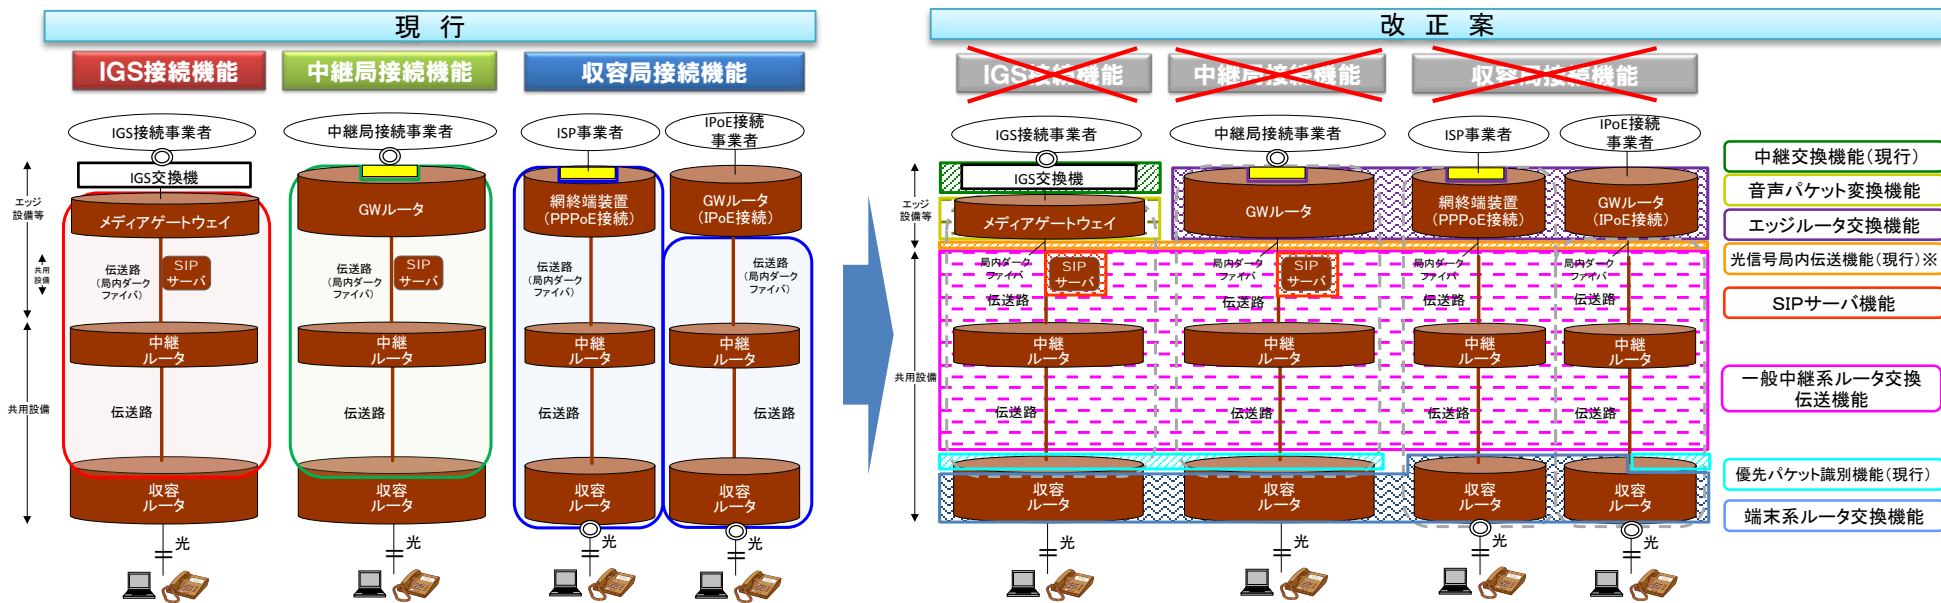 現 行
IGS接続機能
中継局接続機能
収容局接続機能
IGS接続事業者
中継局接続事業者
ISP事業者
IPoE接続
事業者
エッジ
設備等
共用
設備
共用設備
IGS交換機
メディアゲートウェイ
GWルータ
網終端装置
(PPPoE接続)
GWルータ
(IPoE接続)
伝送路
(局内ダーク
ファイバ)
SIP
サーバ
伝送路
(局内ダーク
ファイバ)
SIP
サーバ
伝送路
(局内ダーク
ファイバ)
伝送路
(局内ダーク
ファイバ)
中継
ルータ
中継
ルータ
中継
ルータ
中継
ルータ
伝送路
伝送路
伝送路
伝送路
収容
ルータ
収容
ルータ
収容
ルータ
収容
ルータ
光
光
光
光
改 正 案
IGS接続機能
中継局接続機能
収容局接続機能
IGS接続事業者
中継局接続事業者
ISP事業者
IPoE接続
事業者
エッジ
設備等
共用設備
IGS交換機
メディアゲートウェイ
GWルータ
網終端装置
(PPPoE接続)
GWルータ
(IPoE接続)
局内ダーク
ファイバ
局内ダーク
ファイバ
局内ダーク
ファイバ
局内ダーク
ファイバ
SIP
サーバ
SIP
サーバ
伝送路
伝送路
伝送路
伝送路
中継
ルータ
中継
ルータ
中継
ルータ
中継
ルータ
伝送路
伝送路
伝送路
伝送路
収容
ルータ
収容
ルータ
収容
ルータ
収容
ルータ
光
光
光
光
中継交換機能(現行)
音声パケット変換機能
エッジルータ交換機能
光信号局内伝送機能(現行)※
SIPサーバ機能
一般中継系ルータ交換
伝送機能
優先パケット識別機能(現行)
端末系ルータ交換機能